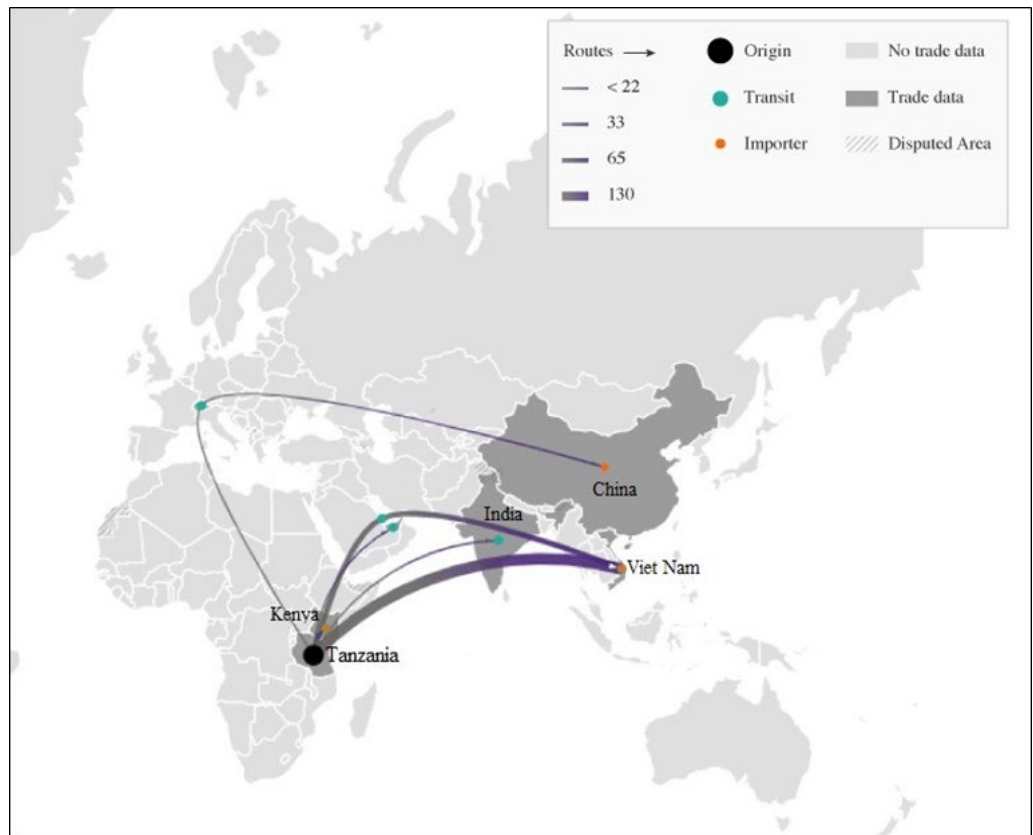 Routes
< 22
33
65
130
Origin
Transit
Importer
No trade data
Trade data
Disputed Area
China
India
Viet Nam
Kenya
Tanzania